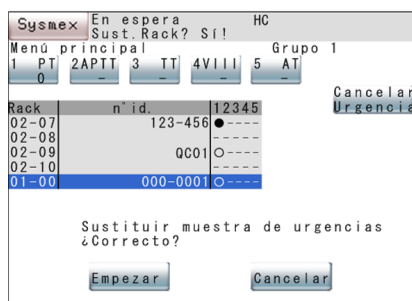 Sysmex En espera HC
Sust.Rack? Sí!
Menú principal Grupo 1
1 PT 2APTT 3 TT 4VIII 5 AT
0 - - - -
Cancelar
Urgencia
Rack n°id. 12345
02-07 123-456 ●----
02-08 -----
02-09 QC01 ○----
02-10 -----
01-00 000-0001 ○----
Sustituir muestra de urgencias
¿Correcto?
Empezar Cancelar